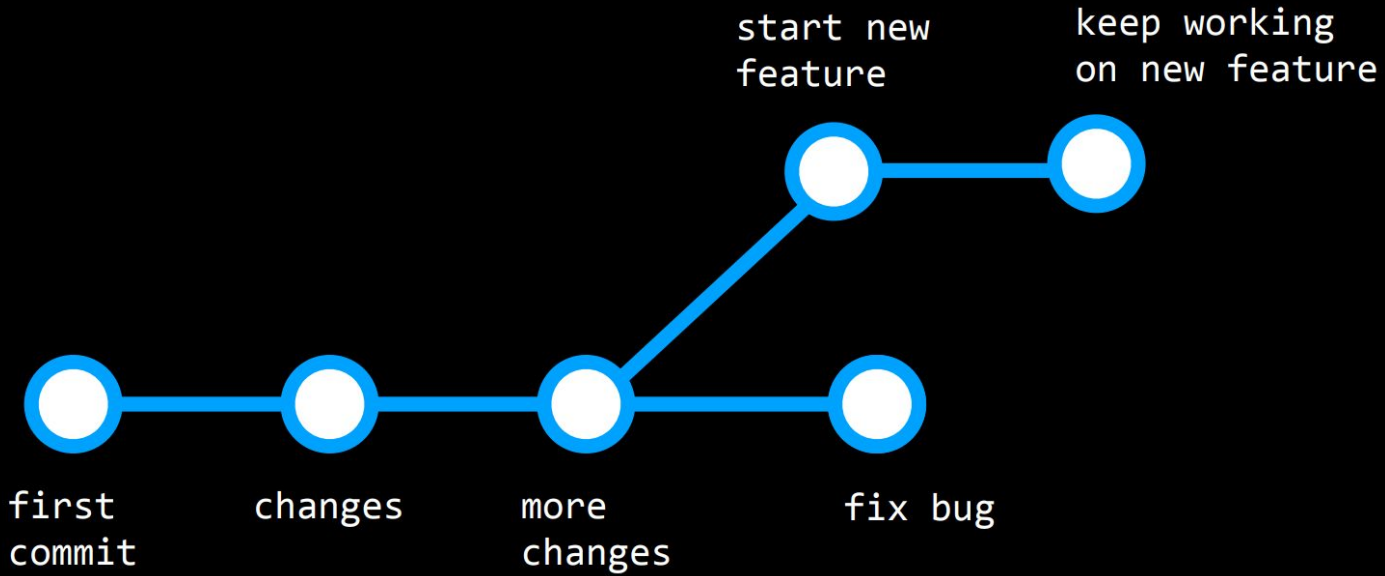 start new
feature
keep working
on new feature
first
commit
changes
more
changes
fix bug